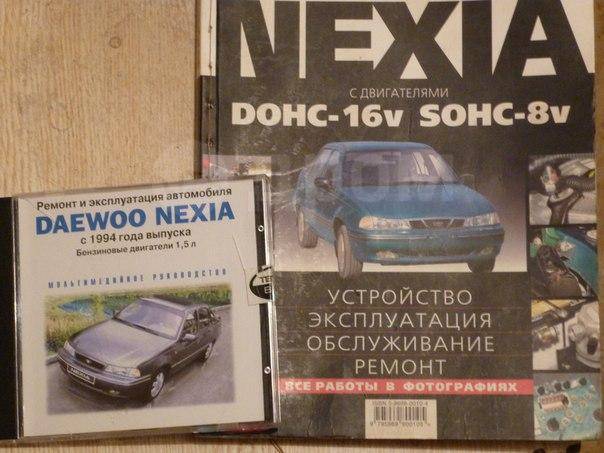 NEXIA
С ДВИГАТЕЛЯМИ
DOHC-16v SOHC-8v
УСТРОЙСТВО
ЭКСПЛУАТАЦИЯ
ОБСЛУЖИВАНИЕ
РЕМОНТ
ВСЕ РАБОТЫ В ФОТОГРАФИЯХ
Ремонт и эксплуатация автомобиля
DAEWOO NEXIA
с 1994 года выпуска
Бензиновые двигатели 1,5 л
МУЛЬТИМЕДИЙНОЕ РУКОВОДСТВО